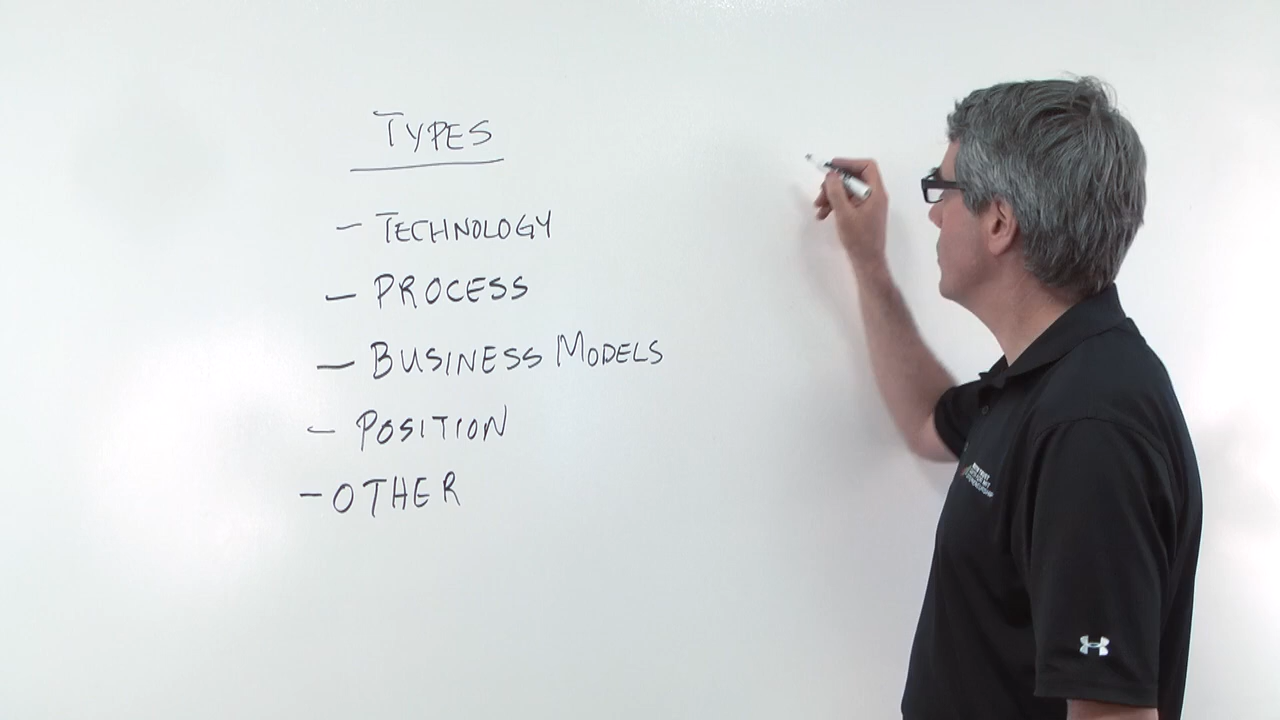 TYPES
– TECHNOLOGY
– PROCESS
– BUSINESS MODELS
– POSITION
– OTHER